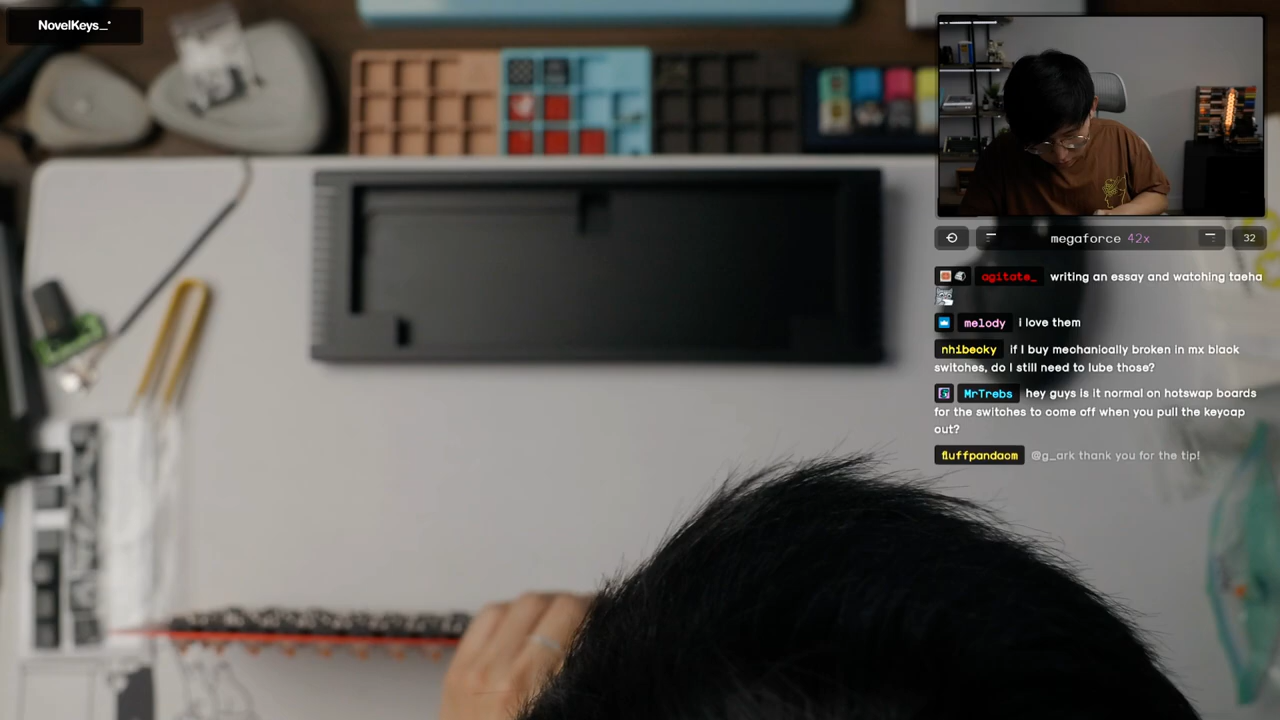 NovelKeys_*
megaforce 42x
32
agitate_ writing an essay and watching taeha
melody i love them
nhibecky if I buy mechanically broken in mx black
switches, do I still need to lube those?
MrTrebs hey guys is it normal on hotswap boards
for the switches to come off when you pull the keycap
out?
fluffpandaom @g_ark thank you for the tip!